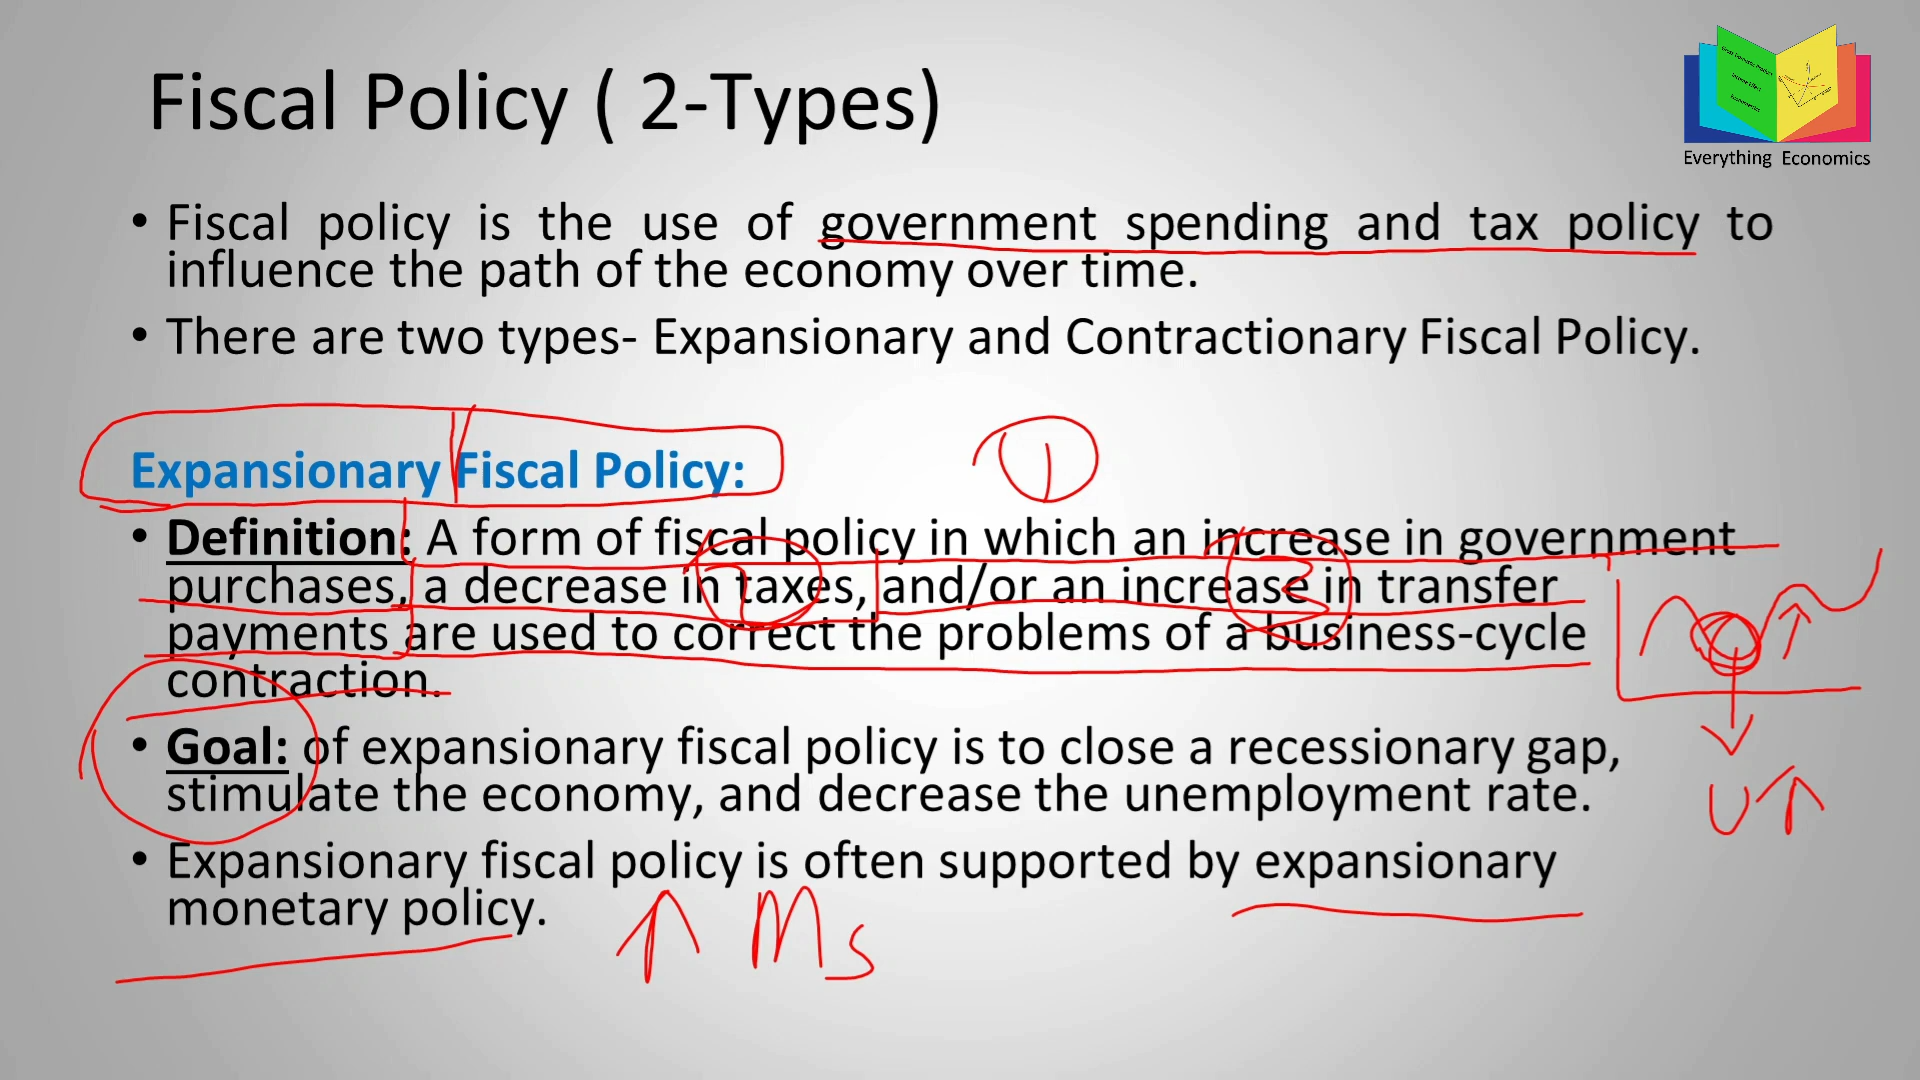 Fiscal Policy ( 2-Types)
Everything Economics
• Fiscal policy is the use of government spending and tax policy to
influence the path of the economy over time.
• There are two types- Expansionary and Contractionary Fiscal Policy.
Expansionary Fiscal Policy:
1
• Definition: A form of fiscal policy in which an increase in government
purchases, a decrease in taxes, and/or an increase in transfer
2
3
payments are used to correct the problems of a business-cycle
contraction.
• Goal: of expansionary fiscal policy is to close a recessionary gap,
stimulate the economy, and decrease the unemployment rate.
U↑
• Expansionary fiscal policy is often supported by expansionary
monetary policy.
↑ Ms